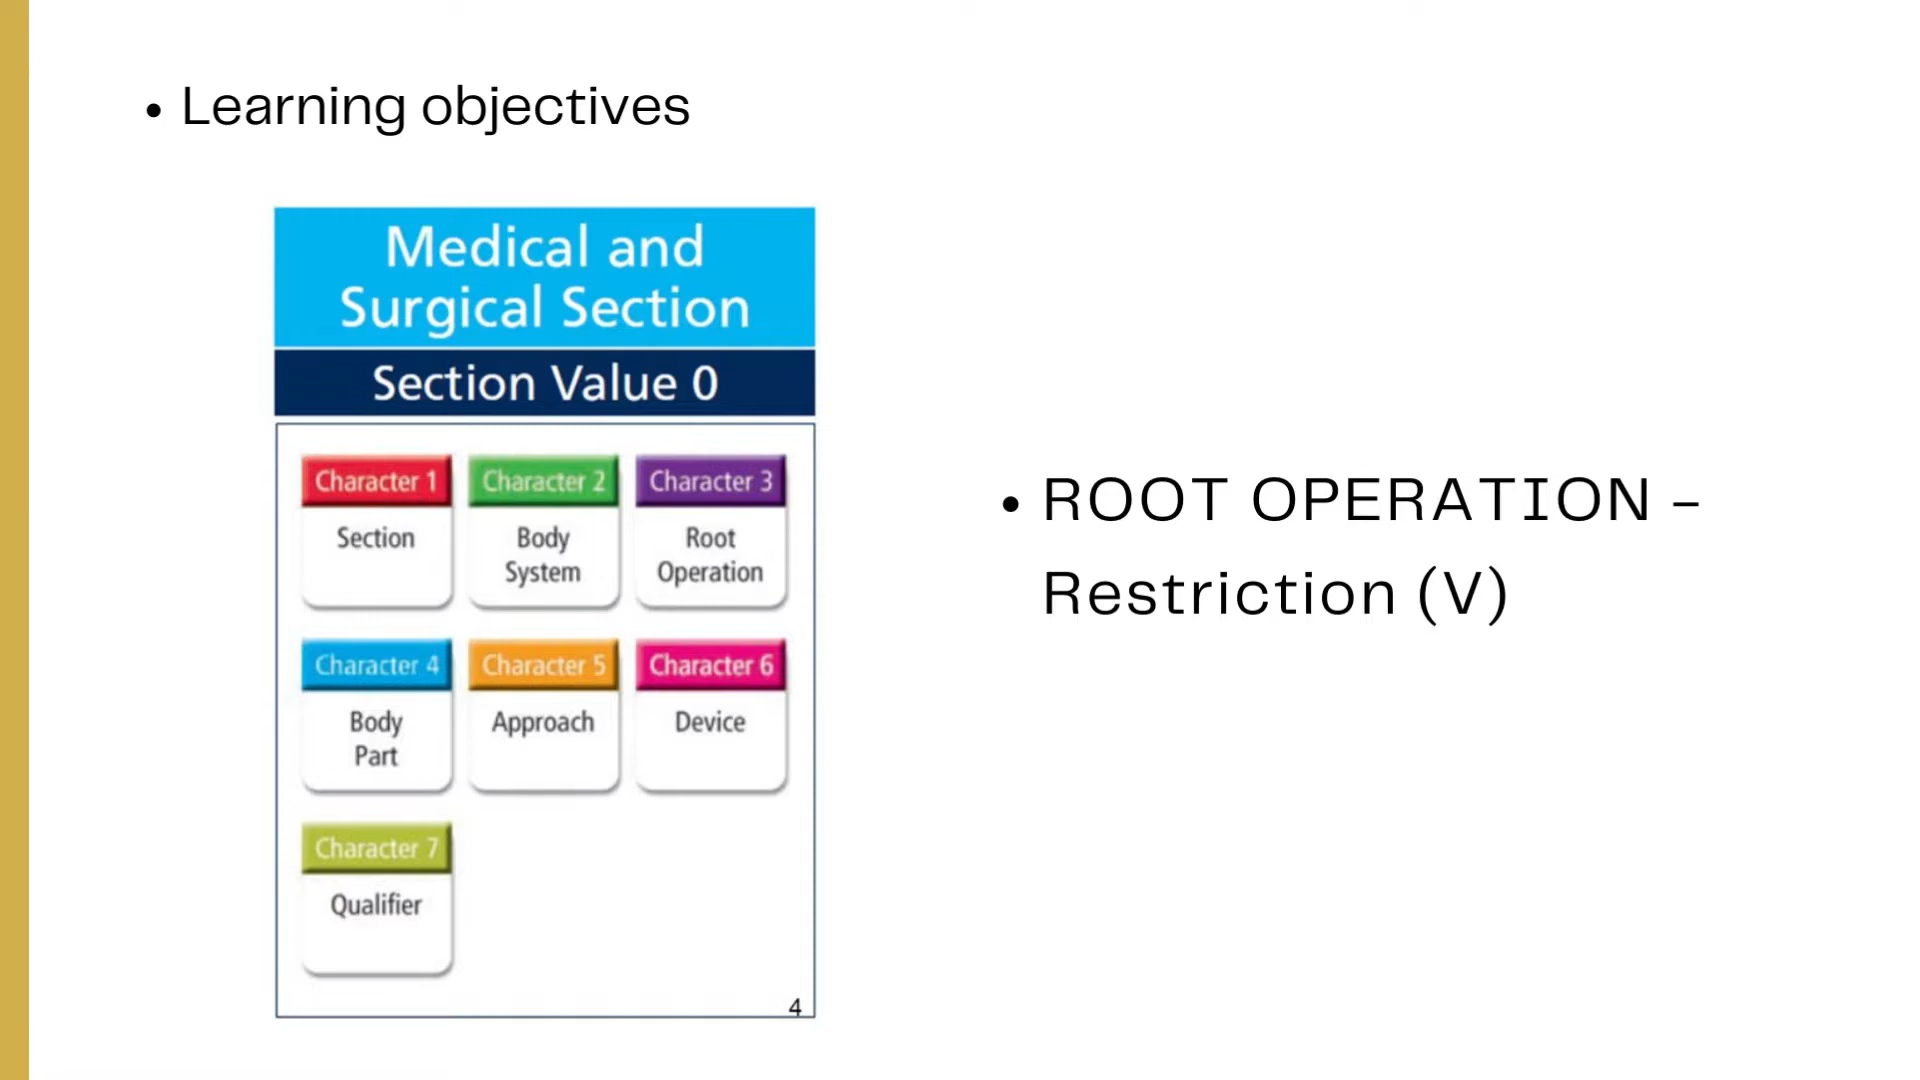 • Learning objectives
Medical and
Surgical Section
Section Value 0
Character 1
Section
Character 2
Body
System
Character 3
Root
Operation
Character 4
Body
Part
Character 5
Approach
Character 6
Device
Character 7
Qualifier
4
• ROOT OPERATION –
Restriction (V)